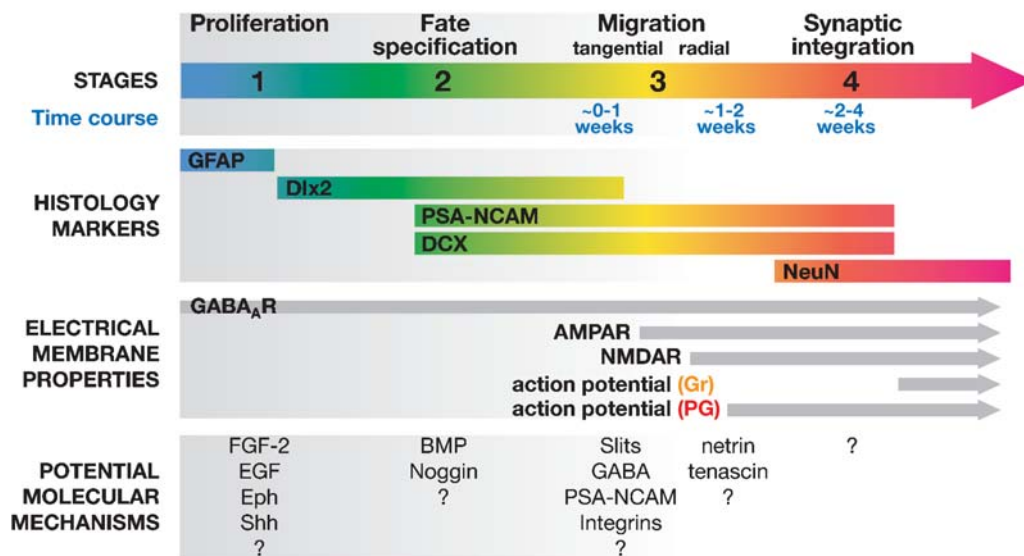 Proliferation Fate specification Migration Synaptic integration
tangential radial
STAGES 1 2 3 4
Time course ~0-1 weeks ~1-2 weeks ~2-4 weeks
HISTOLOGY MARKERS
GFAP
Dlx2
PSA-NCAM
DCX
NeuN
ELECTRICAL MEMBRANE PROPERTIES
GABAAR
AMPAR
NMDAR
action potential (Gr)
action potential (PG)
POTENTIAL MOLECULAR MECHANISMS
FGF-2 BMP Slits netrin ?
EGF Noggin GABA tenascin
Eph ? PSA-NCAM ?
Shh Integrins
? ?